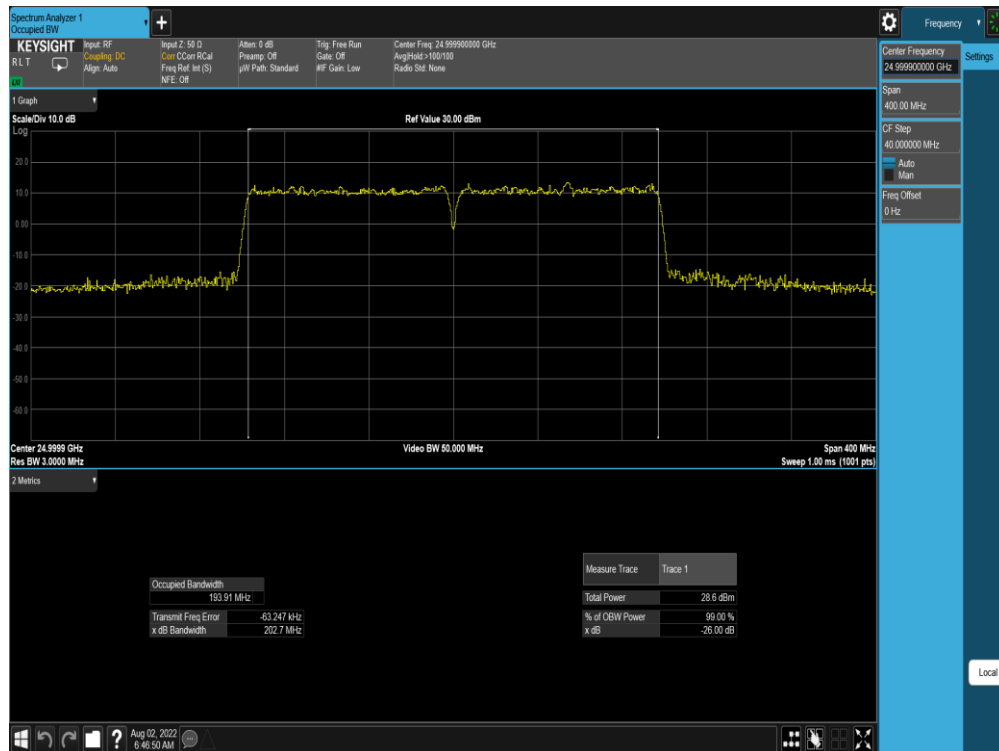 Spectrum Analyzer 1
Occupied BW
Frequency
KEYSIGHT
R L T
LXI
Input: RF
Coupling: DC
Align: Auto
Input Z: 50 Ω
Corr CCorr RCal
Freq Ref: Int (S)
NFE: Off
Atten: 0 dB
Preamp: Off
µW Path: Standard
Trig: Free Run
Gate: Off
#IF Gain: Low
Center Freq: 24.999900000 GHz
Avg|Hold:>100/100
Radio Std: None
Center Frequency
24.999900000 GHz
Settings
Span
400.00 MHz
CF Step
40.000000 MHz
Auto
Man
Freq Offset
0 Hz
1 Graph
Scale/Div 10.0 dB
Ref Value 30.00 dBm
Log
20.0
10.0
0.00
-10.0
-20.0
-30.0
-40.0
-50.0
-60.0
Center 24.9999 GHz
Video BW 50.000 MHz
Span 400 MHz
Res BW 3.0000 MHz
Sweep 1.00 ms (1001 pts)
2 Metrics
Occupied Bandwidth
193.91 MHz
Transmit Freq Error -63.247 kHz
x dB Bandwidth 202.7 MHz
Measure Trace Trace 1
Total Power 28.6 dBm
% of OBW Power 99.00 %
x dB -26.00 dB
Local
Aug 02, 2022
6:46:50 AM